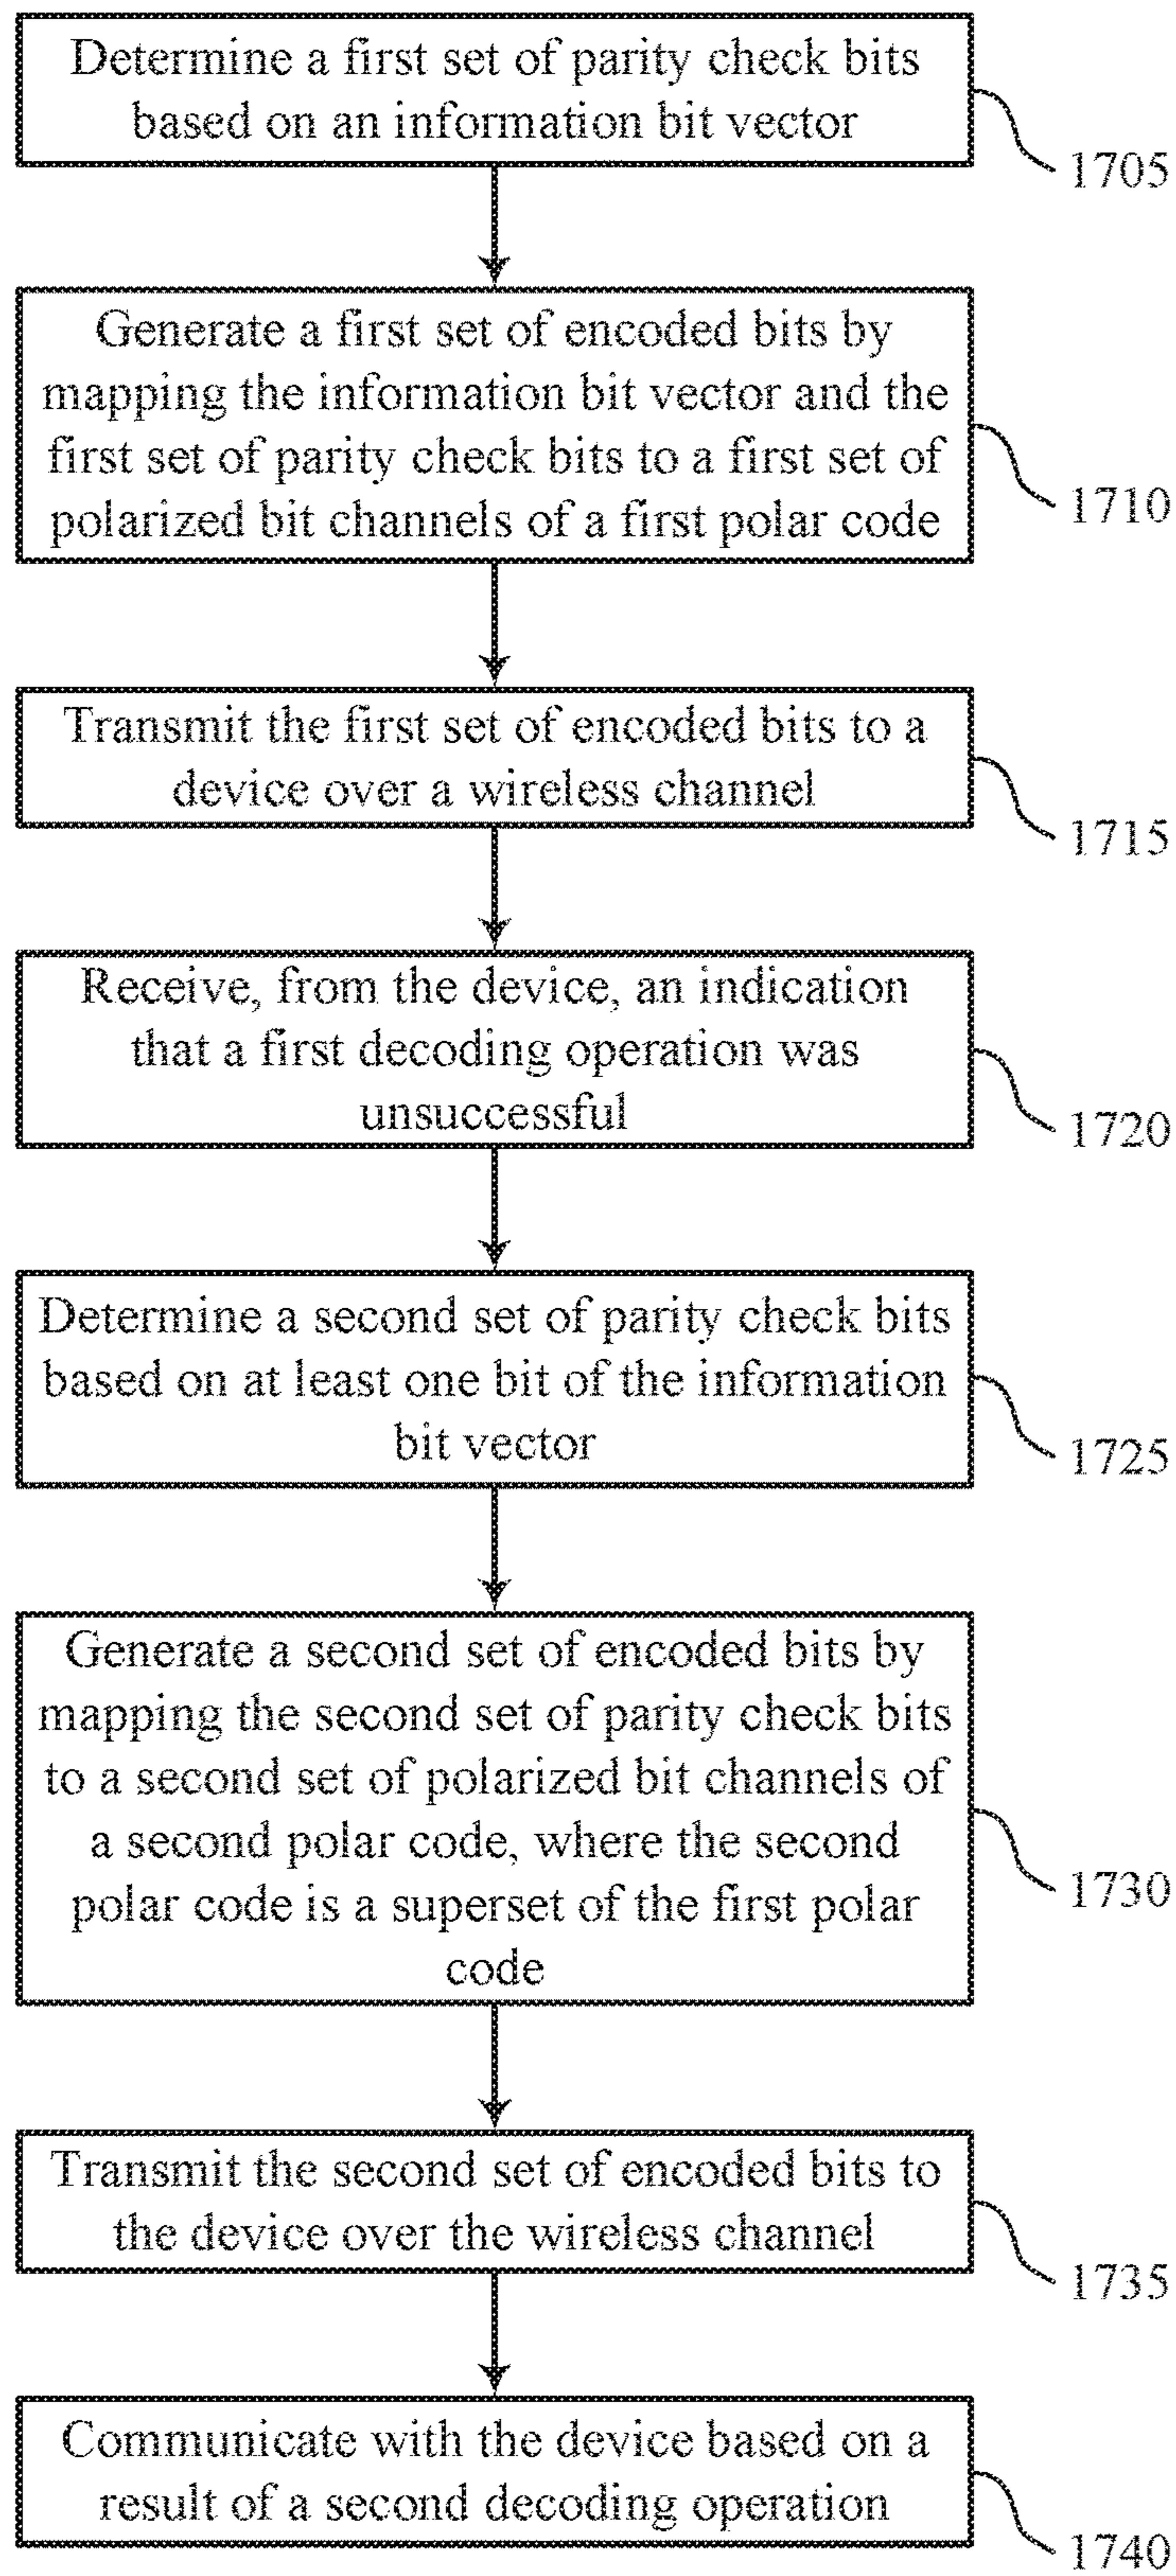 Determine a first set of parity check bits
based on an information bit vector
1705
Generate a first set of encoded bits by
mapping the information bit vector and the
first set of parity check bits to a first set of
polarized bit channels of a first polar code
1710
Transmit the first set of encoded bits to a
device over a wireless channel
1715
Receive, from the device, an indication
that a first decoding operation was
unsuccessful
1720
Determine a second set of parity check bits
based on at least one bit of the information
bit vector
1725
Generate a second set of encoded bits by
mapping the second set of parity check bits
to a second set of polarized bit channels of
a second polar code, where the second
polar code is a superset of the first polar
code
1730
Transmit the second set of encoded bits to
the device over the wireless channel
1735
Communicate with the device based on a
result of a second decoding operation
1740